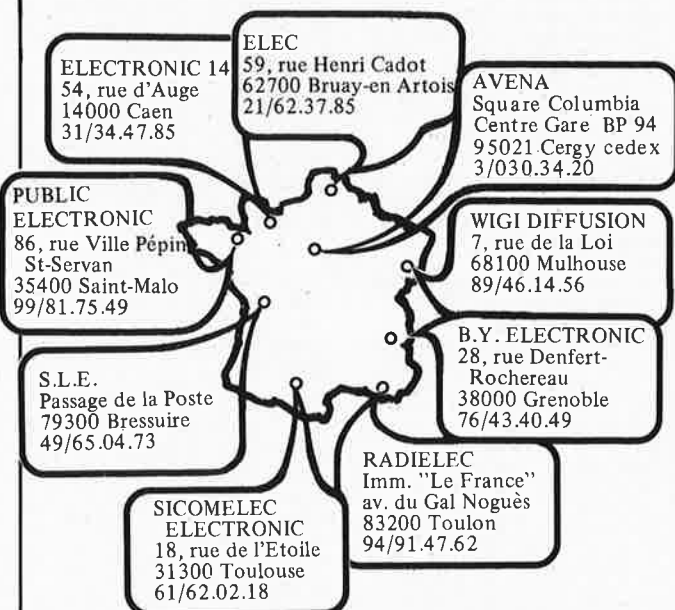 ELECTRONIC 14
54, rue d'Auge
14000 Caen
31/34.47.85
ELEC
59, rue Henri Cadot
62700 Bruay-en Artois
21/62.37.85
AVENA
Square Columbia
Centre Gare BP 94
95021 Cergy cedex
3/030.34.20
PUBLIC
ELECTRONIC
86, rue Ville Pépin
St-Servan
35400 Saint-Malo
99/81.75.49
WIGI DIFFUSION
7, rue de la Loi
68100 Mulhouse
89/46.14.56
B.Y. ELECTRONIC
28, rue Denfert-
Rochereau
38000 Grenoble
76/43.40.49
S.L.E.
Passage de la Poste
79300 Bressuire
49/65.04.73
RADIELEC
Imm. "Le France"
av. du Gal Noguès
83200 Toulon
94/91.47.62
SICOMELEC
ELECTRONIC
18, rue de l'Etoile
31300 Toulouse
61/62.02.18